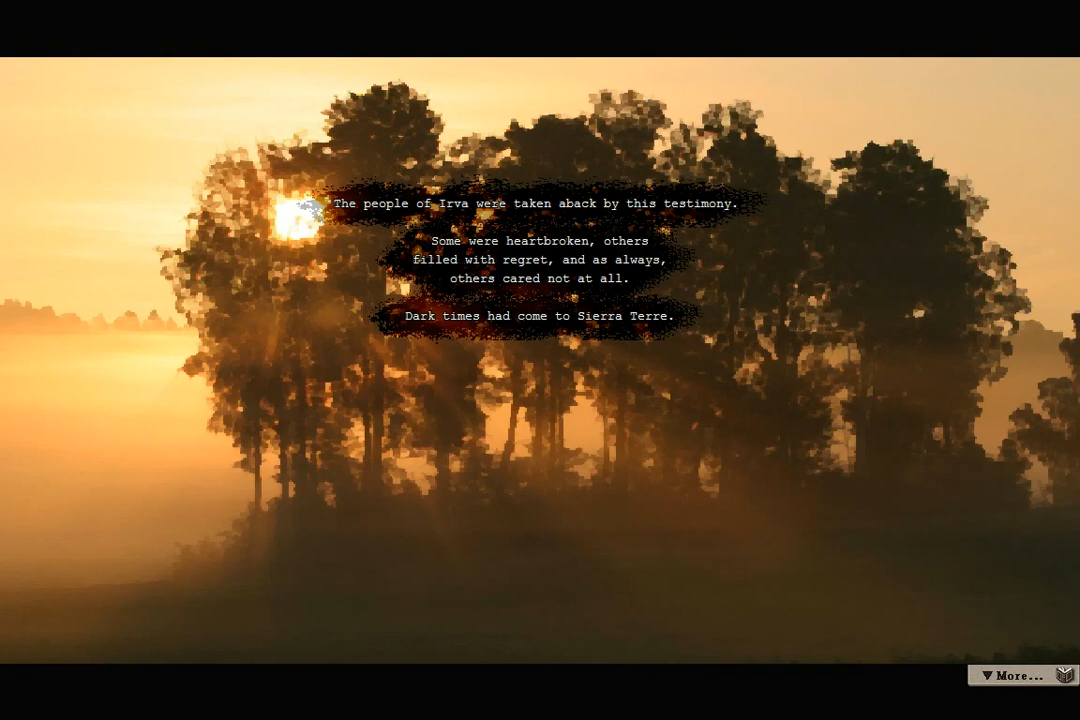 The people of Irva were taken aback by this testimony.
Some were heartbroken, others
filled with regret, and as always,
others cared not at all.
Dark times had come to Sierra Terre.
More...